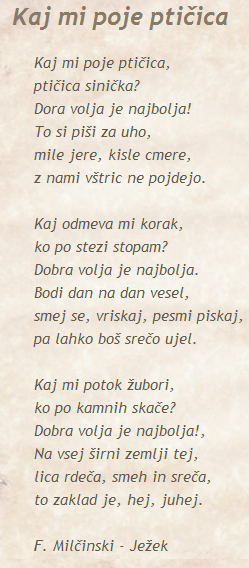 Kaj mi poje ptičica
Kaj mi poje ptičica,
ptičica sinička?
Dora volja je najbolja!
To si piši za uho,
mile jere, kisle cmere,
z nami vštric ne pojdejo.
Kaj odmeva mi korak,
ko po stezi stopam?
Dobra volja je najbolja.
Bodi dan na dan vesel,
smej se, vriskaj, pesmi piskaj,
pa lahko boš srečo ujel.
Kaj mi potok žubori,
ko po kamnih skače?
Dobra volja je najbolja!,
Na vsej širni zemlji tej,
lica rdeča, smeh in sreča,
to zaklad je, hej, juhej.
F. Milčinski - Ježek